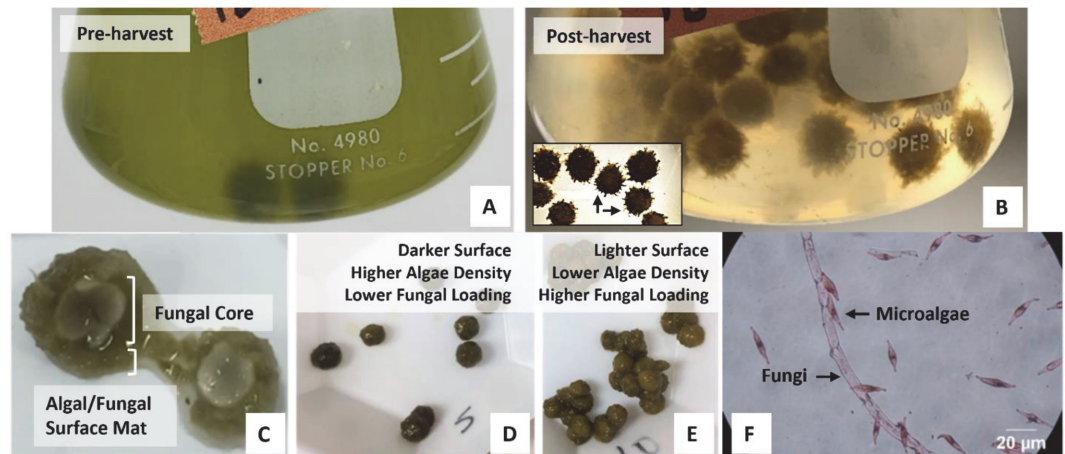 Pre-harvest
No. 4980
STOPPER No. 6
A
Post-harvest
No. 4980
STOPPER No. 6
B
Fungal Core
Algal/Fungal
Surface Mat
C
Darker Surface
Higher Algae Density
Lower Fungal Loading
S
D
Lighter Surface
Lower Algae Density
Higher Fungal Loading
E
Microalgae
Fungi
20 μm
F